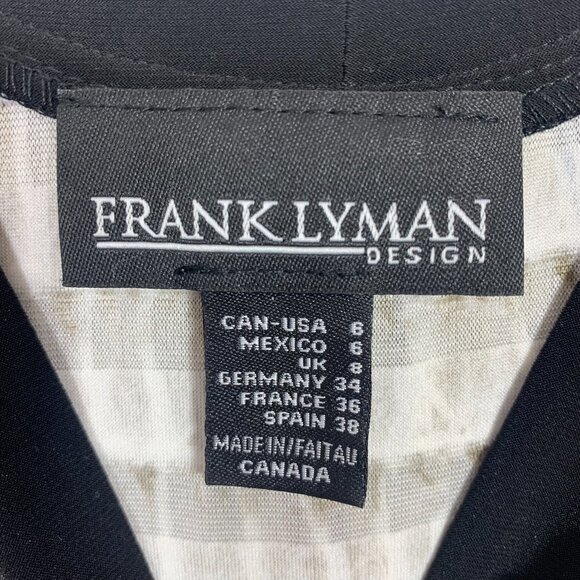 FRANK LYMAN
DESIGN
CAN-USA 6
MEXICO 6
UK 8
GERMANY 34
FRANCE 36
SPAIN 38
MADE IN/FAIT AU
CANADA